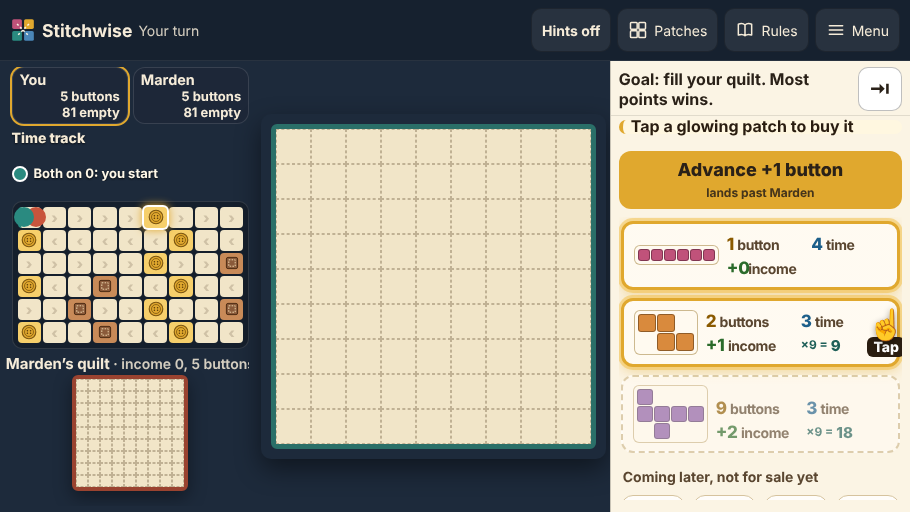 Stitchwise Your turn
Hints off
Patches
Rules
Menu
You
5 buttons
81 empty
Marden
5 buttons
81 empty
Time track
Both on 0: you start
Marden's quilt · income 0, 5 buttons
Goal: fill your quilt. Most
points wins.
Tap a glowing patch to buy it
Advance +1 button
lands past Marden
1 button 4 time
+0income
2 buttons 3 time
+1 income ×9 = 9
Tap
9 buttons 3 time
+2 income ×9 = 18
Coming later, not for sale yet